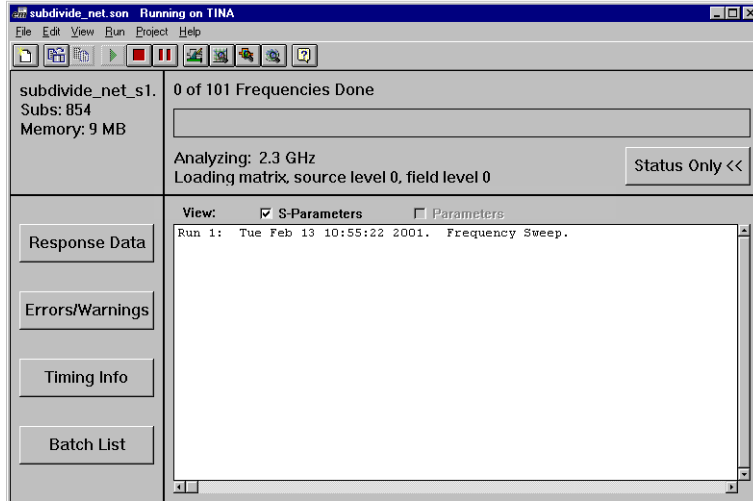 subdivide_net.son Running on TINA
File Edit View Run Project Help
subdivide_net_s1.
Subs: 854
Memory: 9 MB
0 of 101 Frequencies Done
Analyzing: 2.3 GHz
Loading matrix, source level 0, field level 0
Status Only <<
View: S-Parameters Parameters
Run 1: Tue Feb 13 10:55:22 2001. Frequency Sweep.
Response Data
Errors/Warnings
Timing Info
Batch List